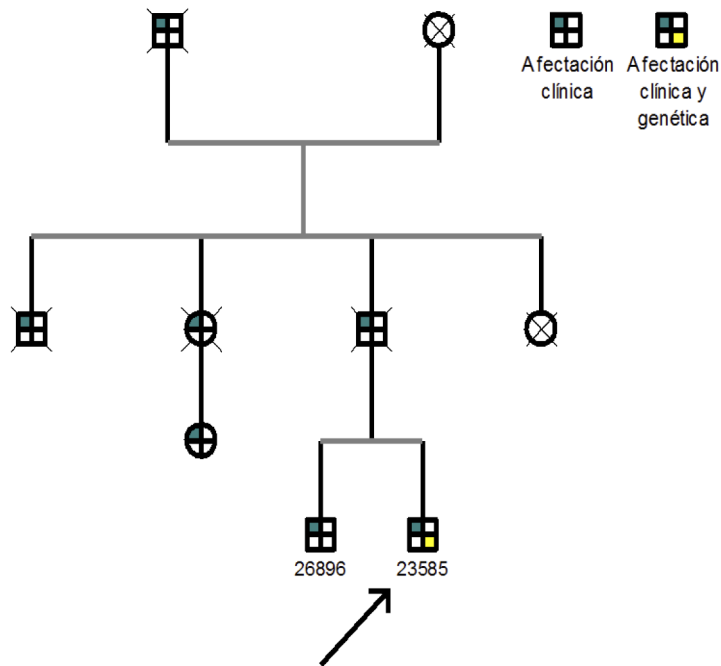 Afectación
clínica
Afectación
clínica y
genética
26896
23585